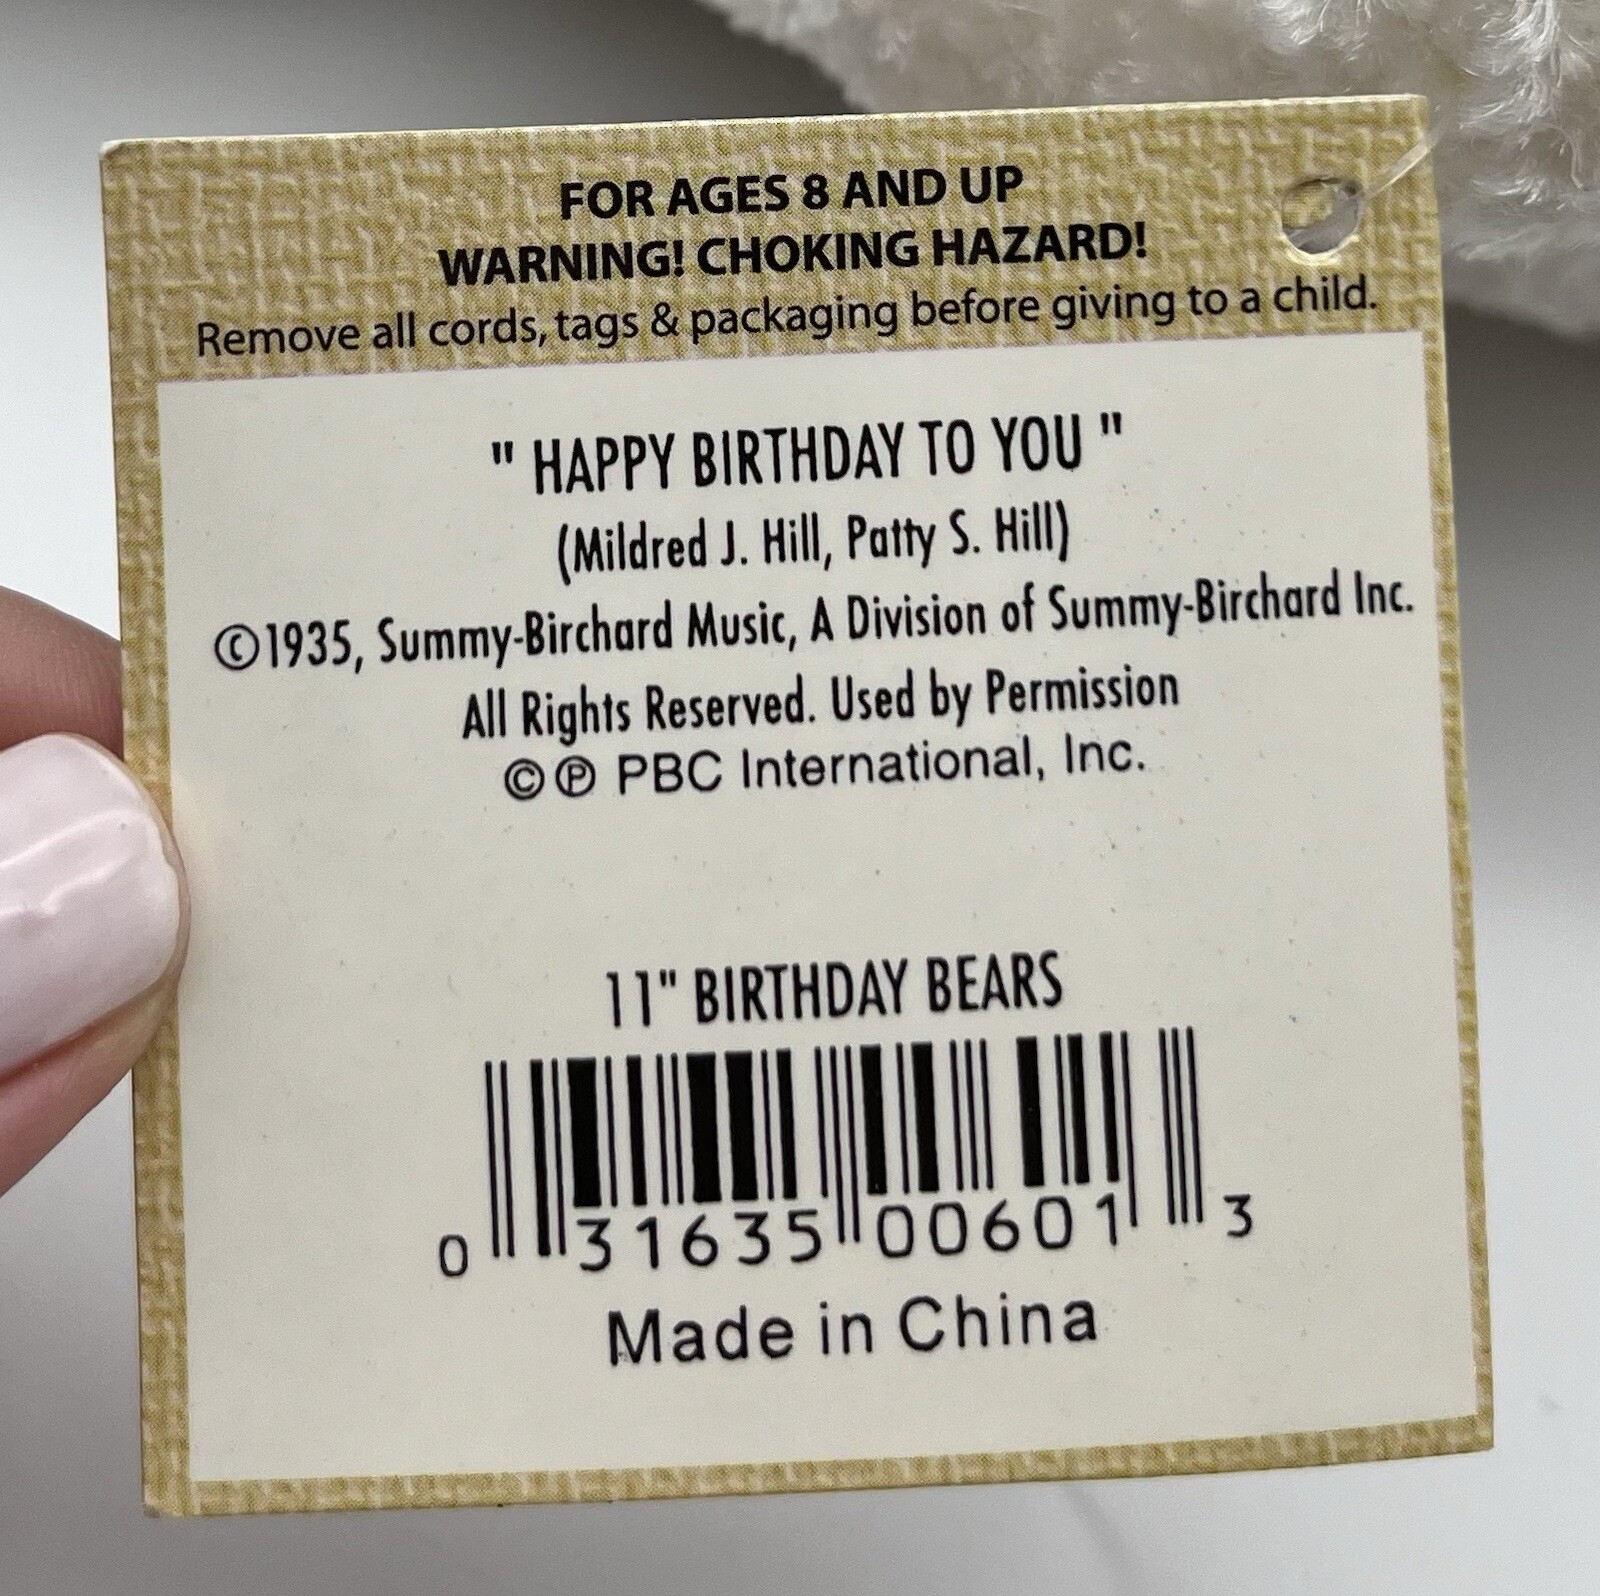 FOR AGES 8 AND UP
WARNING! CHOKING HAZARD!
Remove all cords, tags & packaging before giving to a child.
" HAPPY BIRTHDAY TO YOU "
(Mildred J. Hill, Patty S. Hill)
©1935, Summy-Birchard Music, A Division of Summy-Birchard Inc.
All Rights Reserved. Used by Permission
©℗ PBC International, Inc.
11" BIRTHDAY BEARS
0 31635 00601 3
Made in China